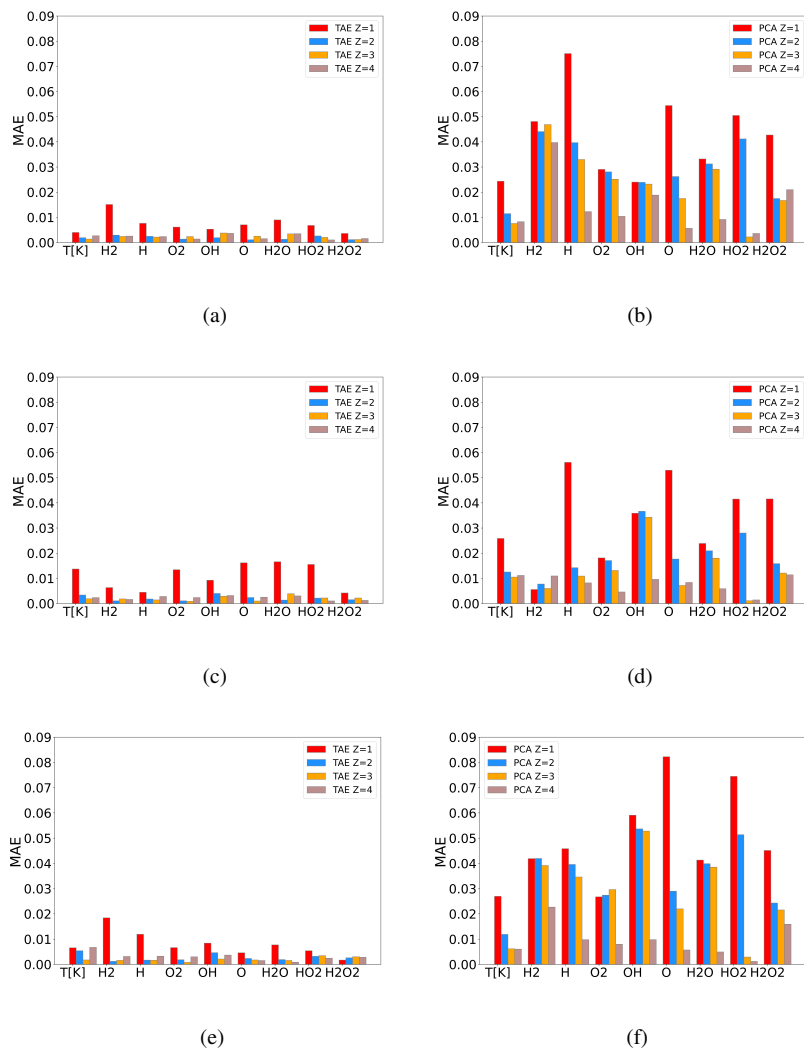 0.09
0.08
0.07
0.06
0.05
0.04
0.03
0.02
0.01
0.00
MAE
TAE Z=1
TAE Z=2
TAE Z=3
TAE Z=4
T[K] H2 H O2 OH O H2O HO2 H2O2
(a)
0.09
0.08
0.07
0.06
0.05
0.04
0.03
0.02
0.01
0.00
MAE
PCA Z=1
PCA Z=2
PCA Z=3
PCA Z=4
T[K] H2 H O2 OH O H2O HO2 H2O2
(b)
0.09
0.08
0.07
0.06
0.05
0.04
0.03
0.02
0.01
0.00
MAE
TAE Z=1
TAE Z=2
TAE Z=3
TAE Z=4
T[K] H2 H O2 OH O H2O HO2 H2O2
(c)
0.09
0.08
0.07
0.06
0.05
0.04
0.03
0.02
0.01
0.00
MAE
PCA Z=1
PCA Z=2
PCA Z=3
PCA Z=4
T[K] H2 H O2 OH O H2O HO2 H2O2
(d)
0.09
0.08
0.07
0.06
0.05
0.04
0.03
0.02
0.01
0.00
MAE
TAE Z=1
TAE Z=2
TAE Z=3
TAE Z=4
T[K] H2 H O2 OH O H2O HO2 H2O2
(e)
0.09
0.08
0.07
0.06
0.05
0.04
0.03
0.02
0.01
0.00
MAE
PCA Z=1
PCA Z=2
PCA Z=3
PCA Z=4
T[K] H2 H O2 OH O H2O HO2 H2O2
(f)